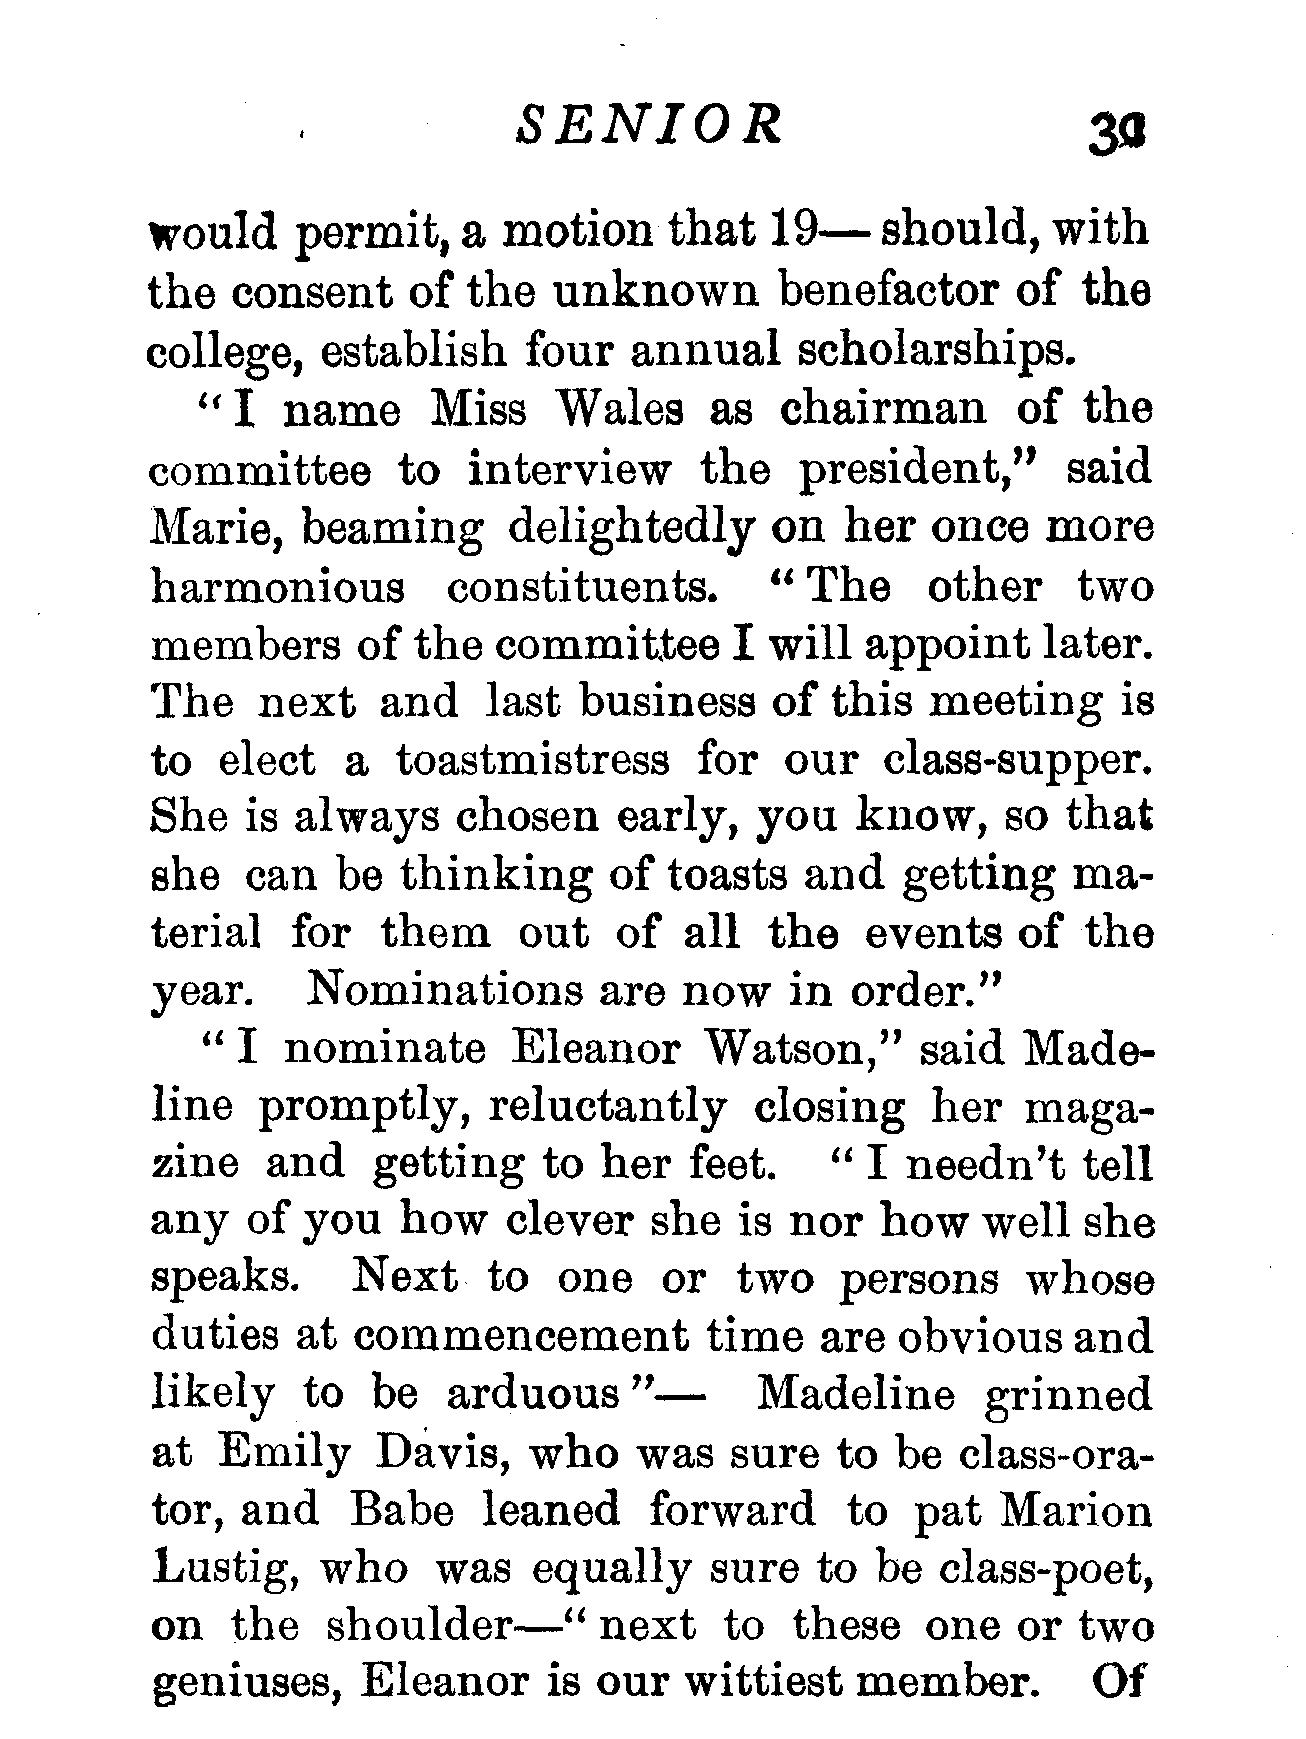 SENIOR
would permit, a motion that 19— should, with
the consent of the unknown benefactor of the
college, establish four annual scholarships.
"I name Miss Wales as chairman of the
committee to interview the president," said
Marie, beaming delightedly on her once more
harmonious constituents. "The other two
members of the committee I will appoint later.
The next and last business of this meeting is
to elect a toastmistress for our class-supper.
She is always chosen early, you know, so that
she can be thinking of toasts and getting ma-
terial for them out of all the events of the
year. Nominations are now in order."
"I nominate Eleanor Watson," said Made-
line promptly, reluctantly closing her maga-
zine and getting to her feet. "I needn't tell
any of you how clever she is nor how well she
speaks. Next to one or two persons whose
duties at commencement time are obvious and
likely to be arduous"— Madeline grinned
at Emily Davis, who was sure to be class-ora-
tor, and Babe leaned forward to pat Marion
Lustig, who was equally sure to be class-poet,
on the shoulder—"next to these one or two
geniuses, Eleanor is our wittiest member. Of